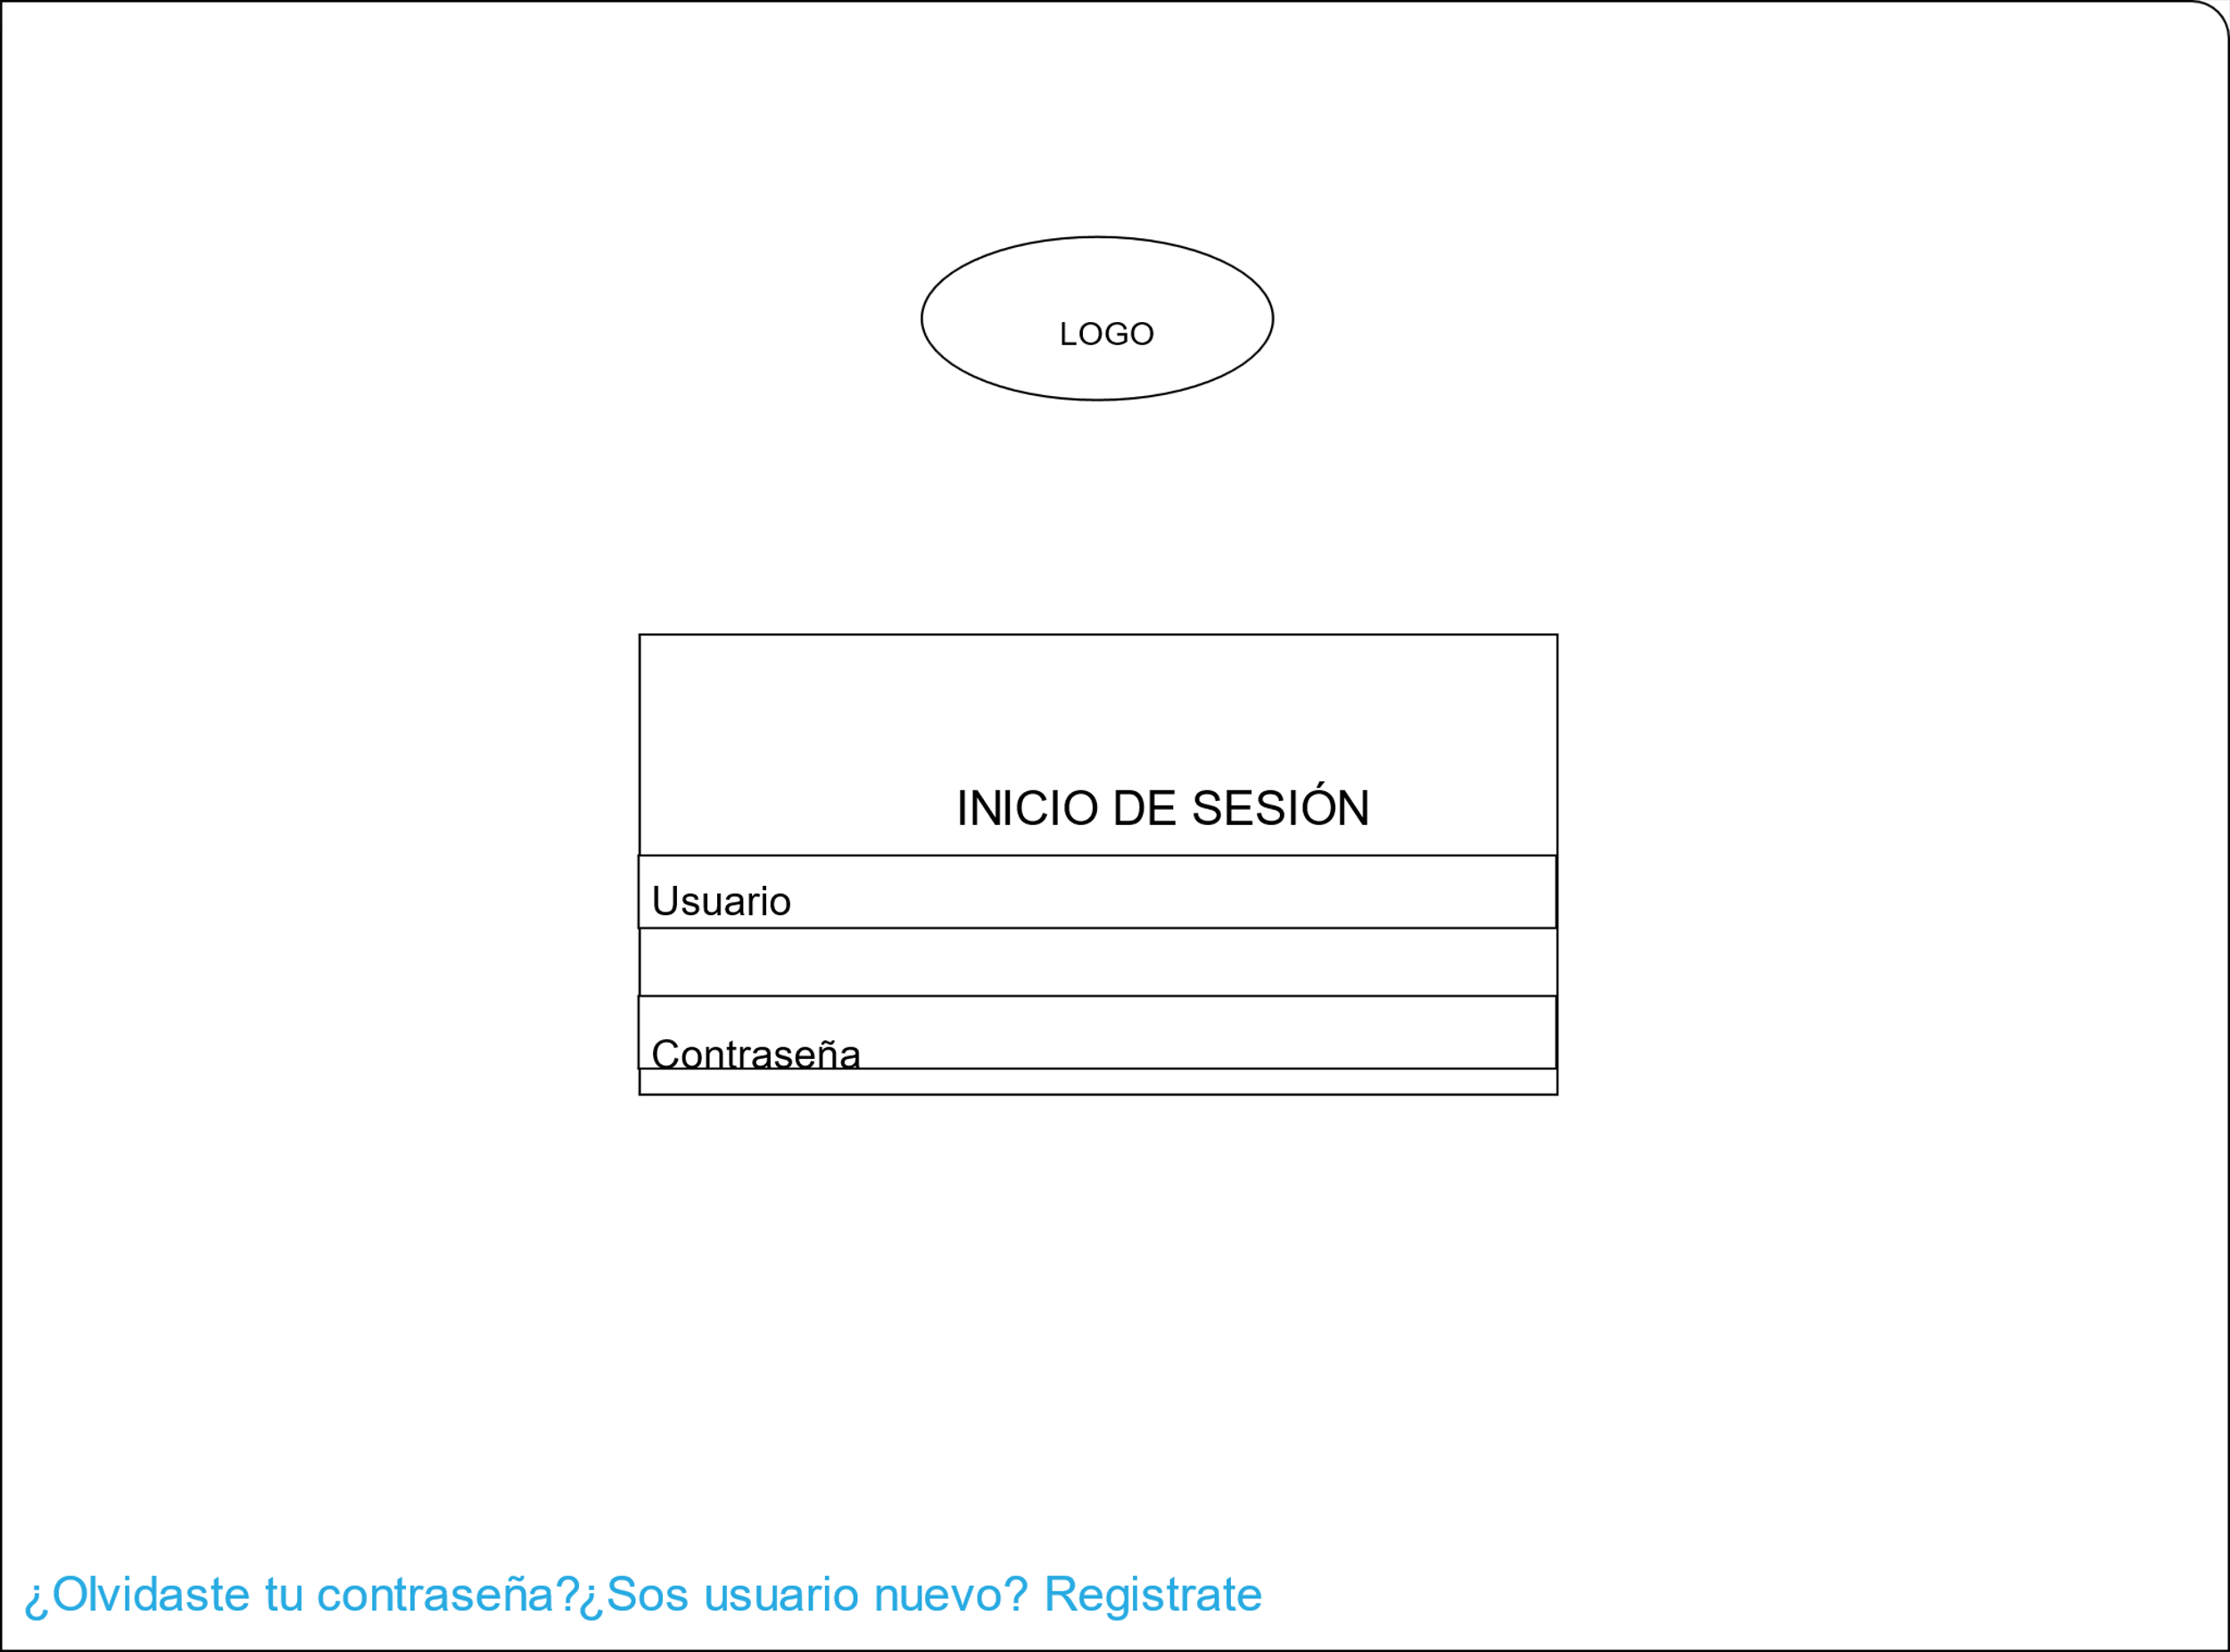 LOGO
INICIO DE SESIÓN
Usuario
Contraseña
¿Olvidaste tu contraseña?¿Sos usuario nuevo? Registrate